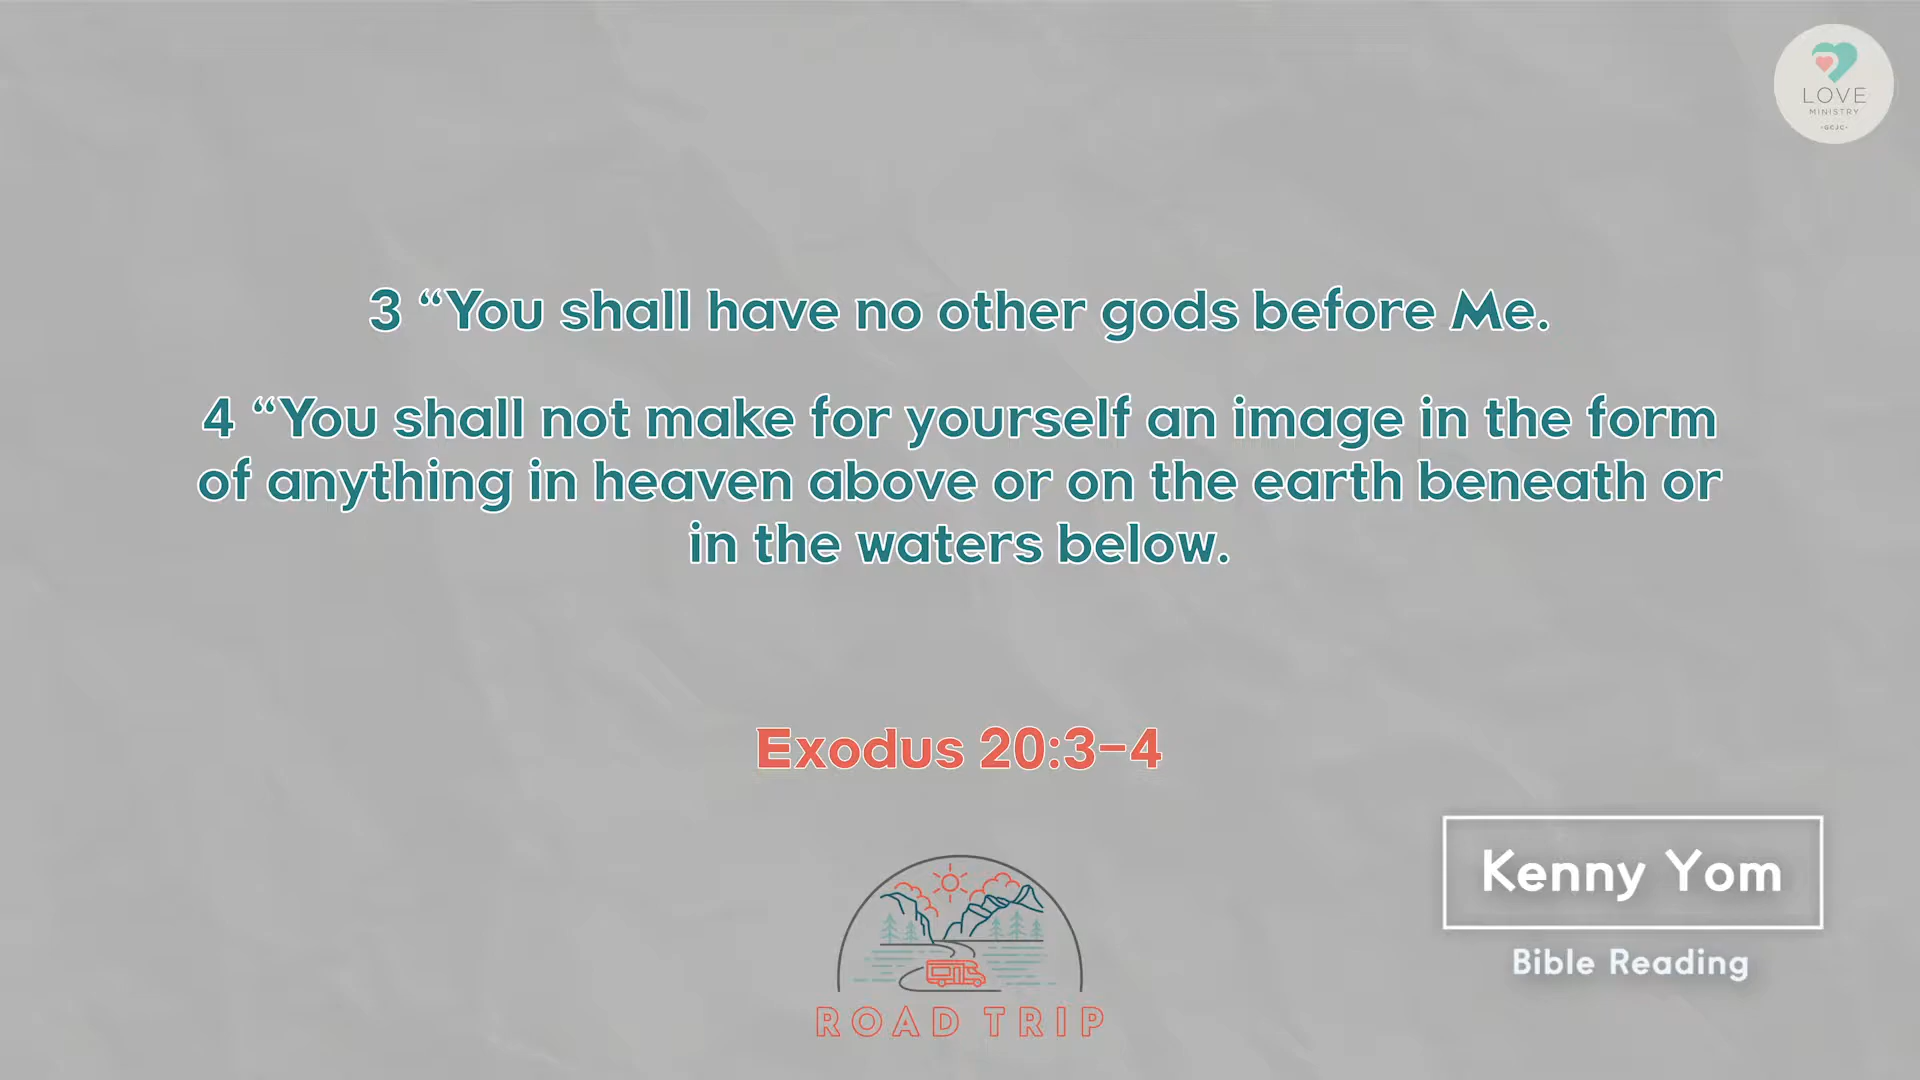 LOVE
MINISTRY
·GCJC·
3 “You shall have no other gods before Me.
4 “You shall not make for yourself an image in the form
of anything in heaven above or on the earth beneath or
in the waters below.
Exodus 20:3–4
Kenny Yom
Bible Reading
ROAD TRIP